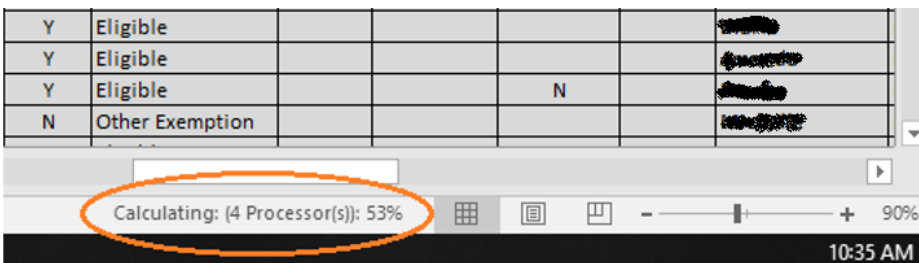 Y Eligible
Y Eligible
Y Eligible N
N Other Exemption
Calculating: (4 Processor(s)): 53% - + 90%
10:35 AM